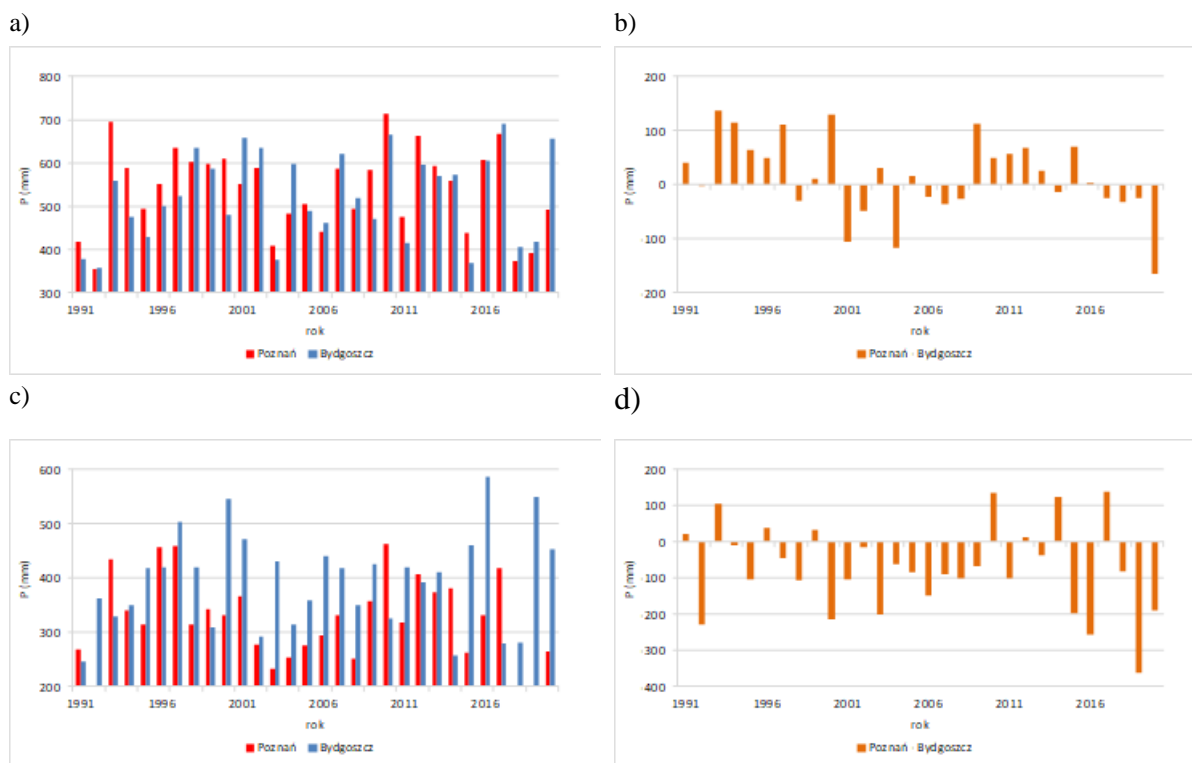 a)
800
700
600
500
400
300
P (mm)
1991 1996 2001 2006 2011 2016
rok
Poznań Bydgoszcz
b)
200
100
0
-100
-200
P (mm)
1991 1996 2001 2006 2011 2016
rok
Poznań - Bydgoszcz
c)
600
500
400
300
200
P (mm)
1991 1996 2001 2006 2011 2016
rok
Poznań Bydgoszcz
d)
200
100
0
-100
-200
-300
-400
P (mm)
1991 1996 2001 2006 2011 2016
rok
Poznań - Bydgoszcz